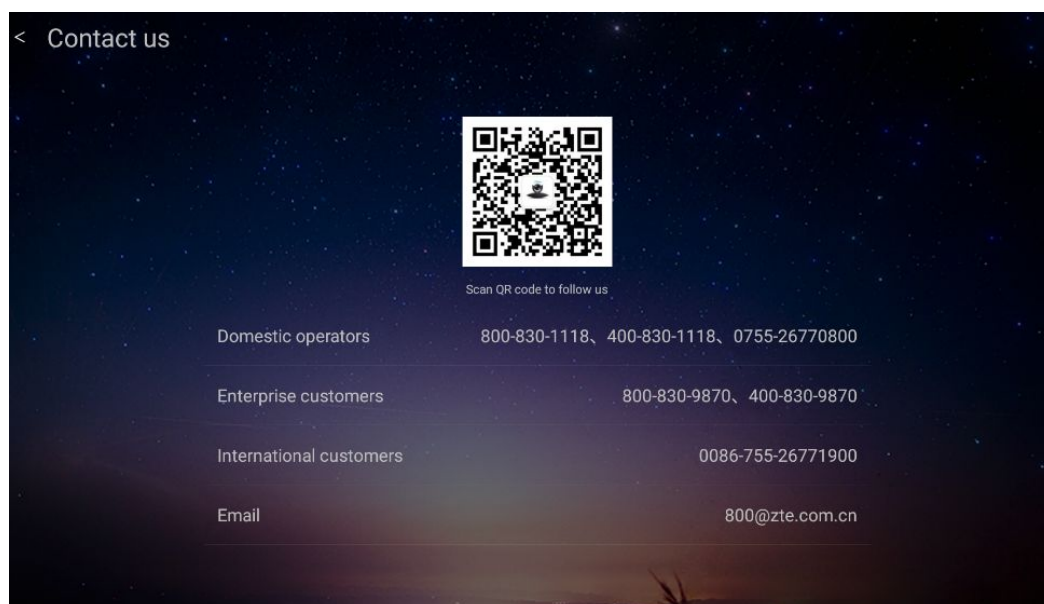 < Contact us
Scan QR code to follow us
Domestic operators 800-830-1118、400-830-1118、0755-26770800
Enterprise customers 800-830-9870、400-830-9870
International customers 0086-755-26771900
Email 800@zte.com.cn